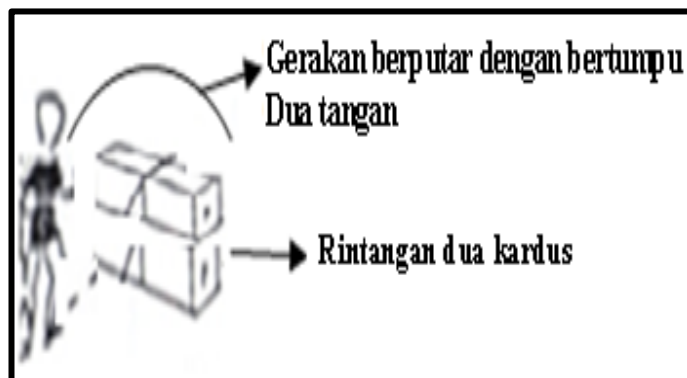 Gerakan berputar dengan bertumpu
Dua tangan
Rintangan dua kardus